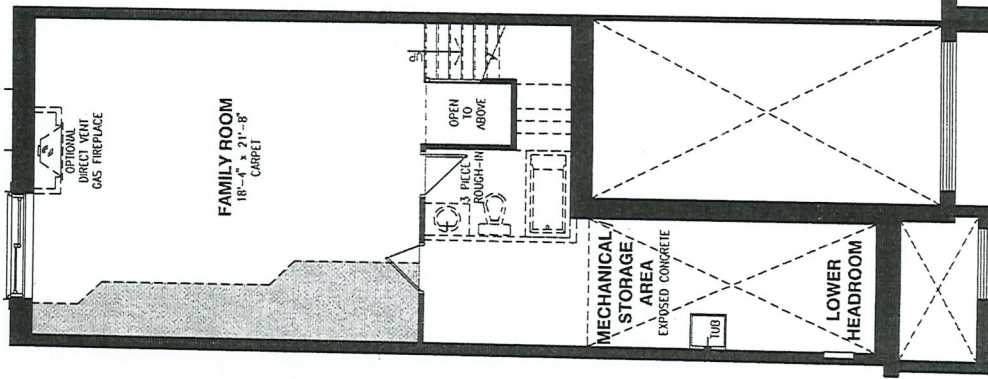 OPTIONAL
DIRECT VENT
GAS FIREPLACE
FAMILY ROOM
18'-4" x 21'-8"
CARPET
OPEN
TO
ABOVE
3 PIECE
ROUGH-IN
MECHANICAL
STORAGE
AREA
EXPOSED CONCRETE
TUB
LOWER
HEADROOM